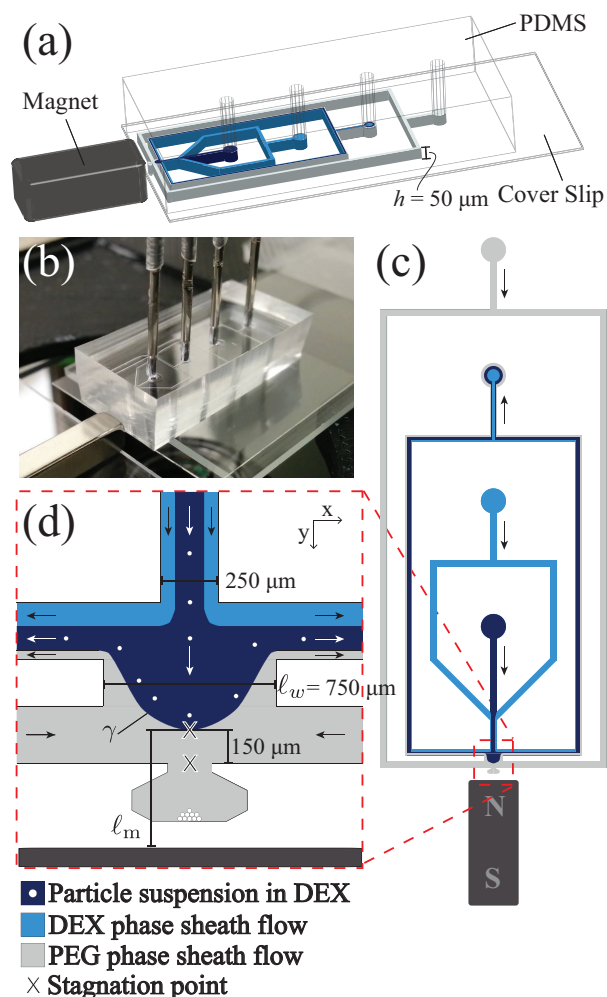 (a)
PDMS
Magnet
h = 50 μm
Cover Slip
(b)
(c)
(d)
x
y
250 μm
ℓw = 750 μm
γ
150 μm
ℓm
N
S
Particle suspension in DEX
DEX phase sheath flow
PEG phase sheath flow
X Stagnation point